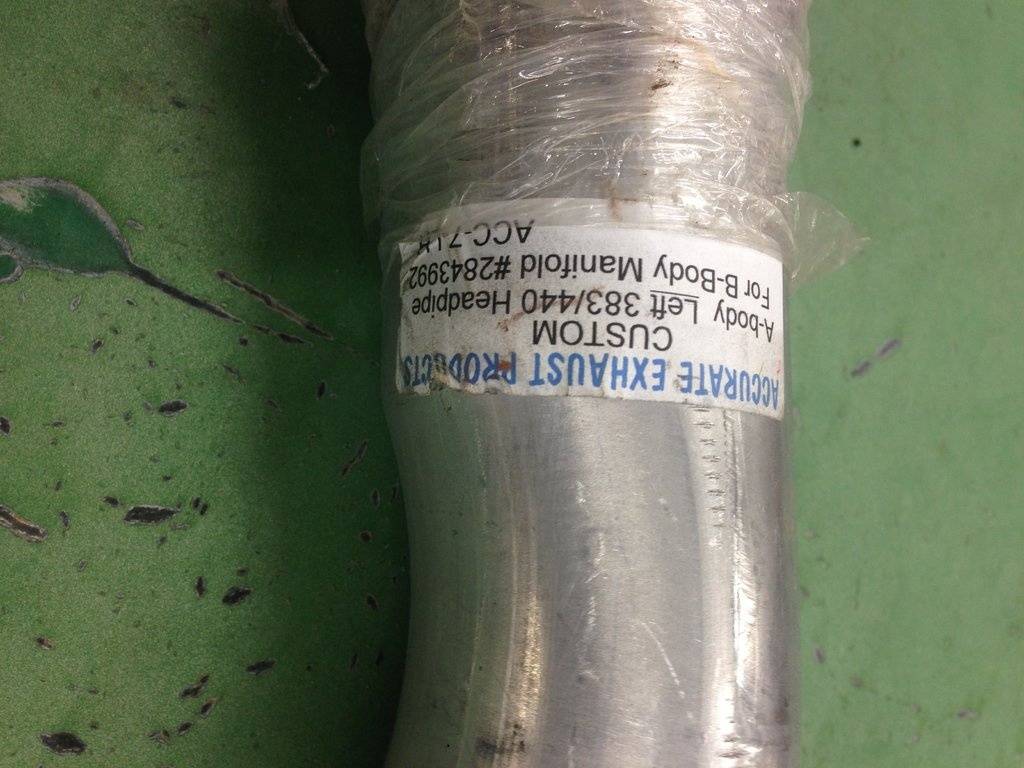 ACCURATE EXHAUST PRODUCTS
CUSTOM
A-body Left 383/440 Headpipe
For B-Body Manifold #2843992